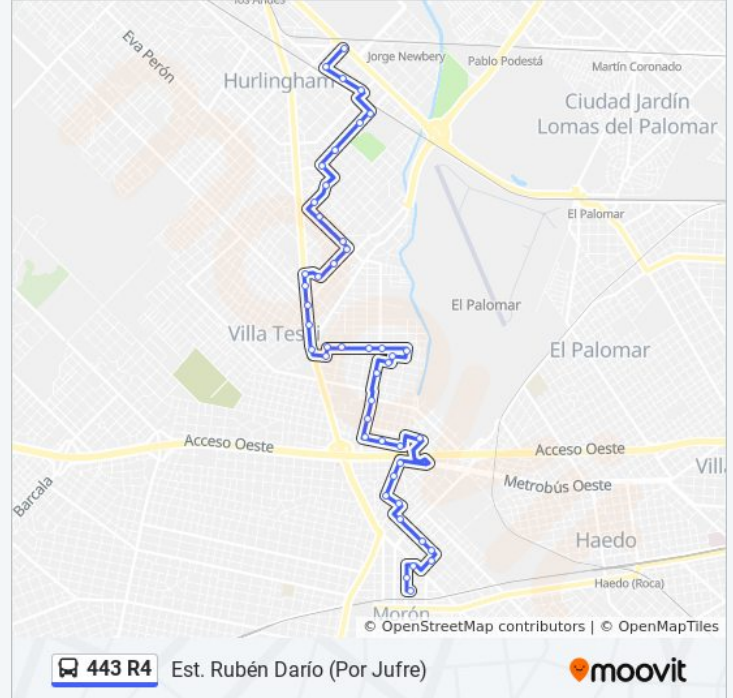 los Andes
Eva Perón
Jorge Newbery
Pablo Podestá
Martín Coronado
Hurlingham
Ciudad Jardín
Lomas del Palomar
El Palomar
El Palomar
Villa Tesei
El Palomar
Acceso Oeste
Acceso Oeste
Vill
Barcala
Metrobús Oeste
Haedo
Haedo (Roca)
Morón
© OpenStreetMap contributors | © OpenMapTiles
443 R4 Est. Rubén Darío (Por Jufre) moovit